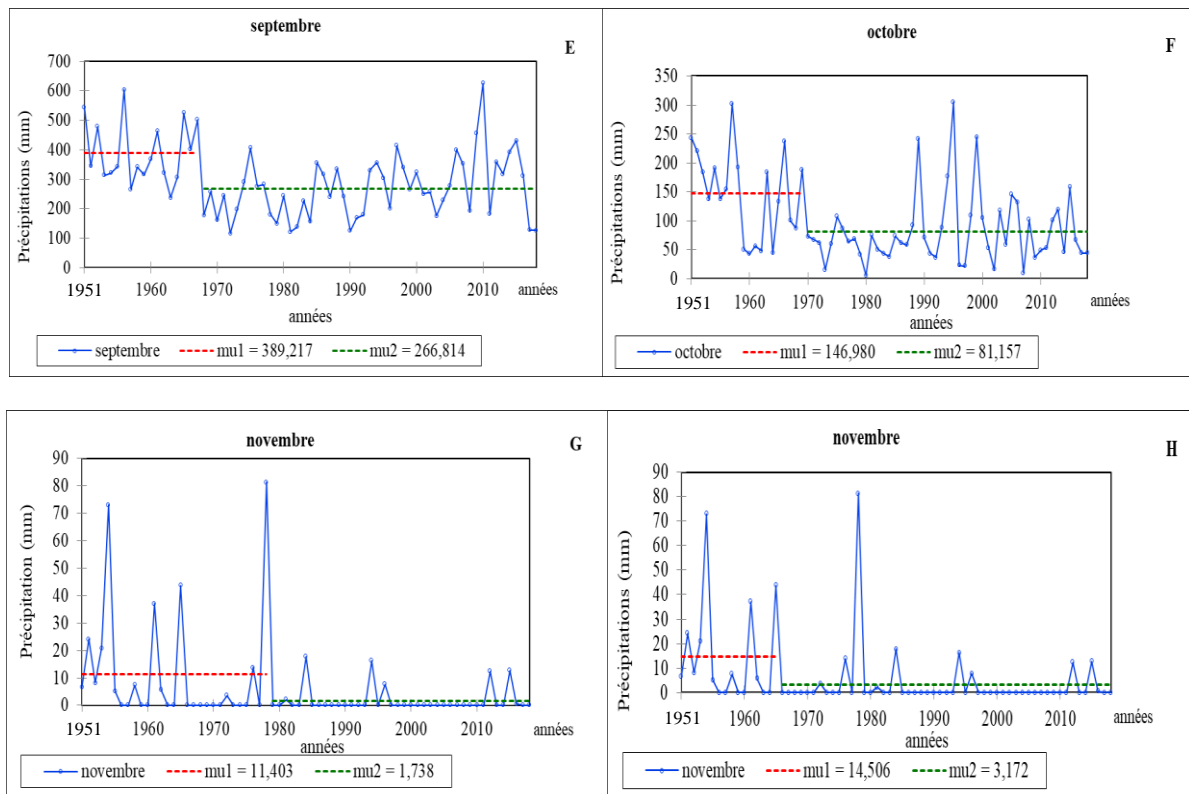 septembre
E
Précipitations (mm)
700
600
500
400
300
200
100
0
1951 1960 1970 1980 1990 2000 2010 années
années
septembre mu1 = 389,217 mu2 = 266,814
octobre
F
Précipitations (mm)
350
300
250
200
150
100
50
0
1951 1960 1970 1980 1990 2000 2010 années
années
octobre mu1 = 146,980 mu2 = 81,157
novembre
G
Précipitation (mm)
90
80
70
60
50
40
30
20
10
0
1951 1960 1970 1980 1990 2000 2010 années
années
novembre mu1 = 11,403 mu2 = 1,738
novembre
H
Précipitations (mm)
90
80
70
60
50
40
30
20
10
0
1951 1960 1970 1980 1990 2000 2010 années
années
novembre mu1 = 14,506 mu2 = 3,172